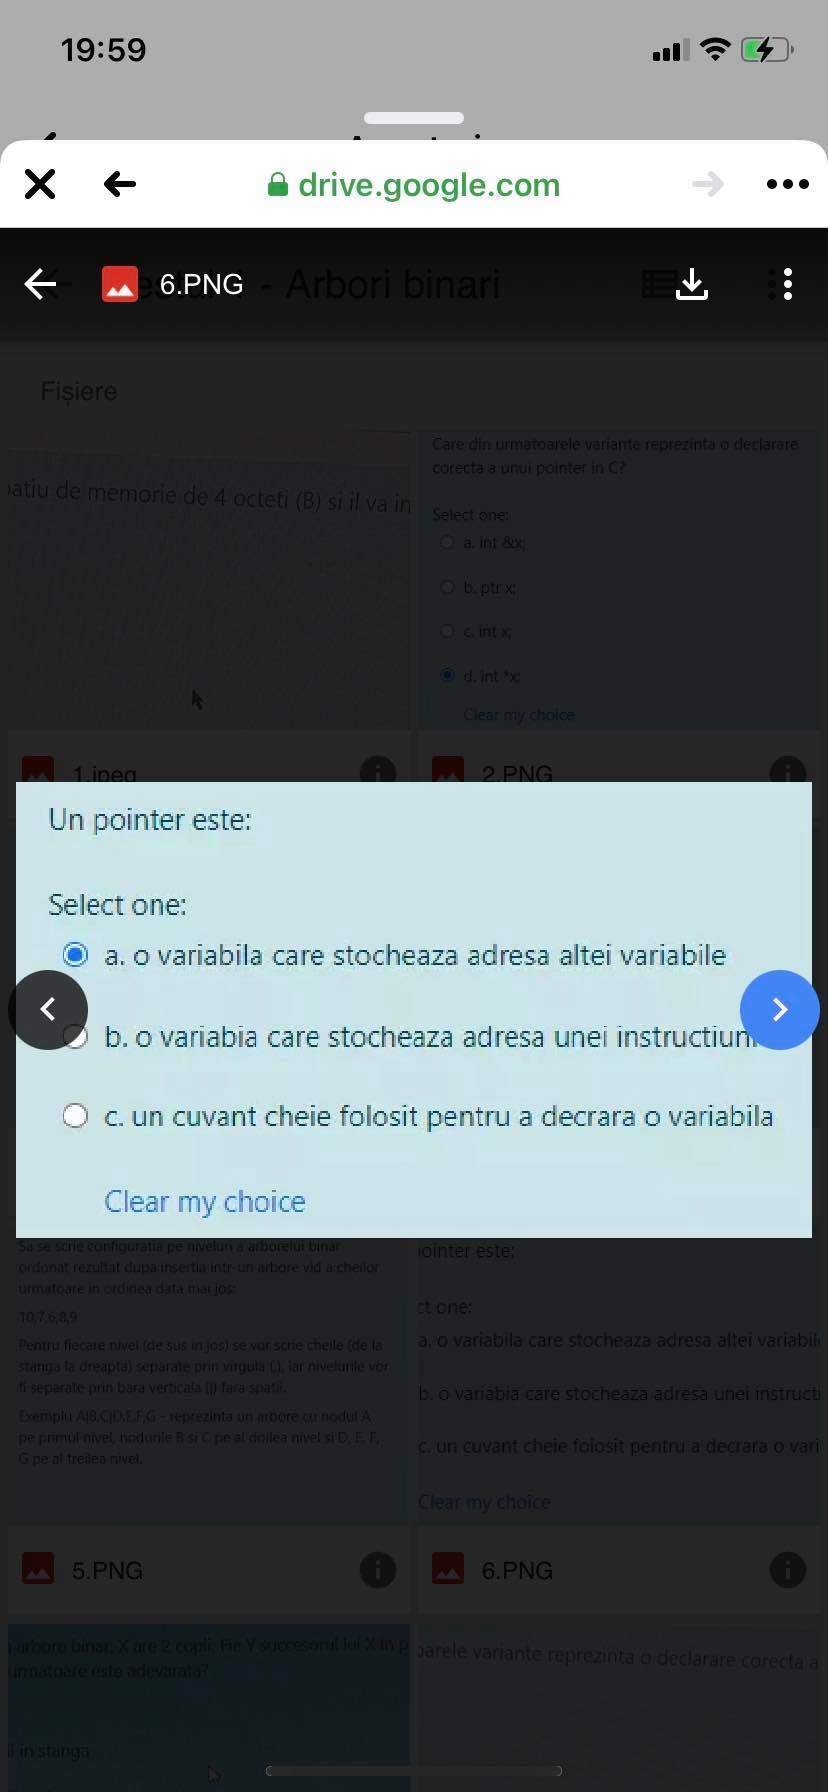 19:59
drive.google.com
6.PNG
- Arbori binari
Fișiere
de memorie de 4 octeti (B) si il va in
Care din urmatoarele variante reprezinta o declarare
corecta a unui pointer in C?
Select one:
a. int &x;
b. ptr x;
c. int x;
d. int *x;
Clear my choice
1.jpeg
2.PNG
Un pointer este:
Select one:
a. o variabila care stocheaza adresa altei variabile
b. o variabia care stocheaza adresa unei
c. un cuvant cheie folosit pentru a decrara o variabila
Clear my choice
Sa se scrie configuratia pe niveluri a arborelui binar
ordonat rezultat dupa insertia intr-un arbore vid a cheilor
urmatoare in ordinea data mai jos:
10,7,6,8,9
Pentru fiecare nivel (de sus in jos) se vor scrie cheile (de la
stanga la dreapta) separate prin virgula (,), iar nivelurile vor
fi separate prin bara verticala (|) fara spatii.
Exemplu A|B,C|D,E,F,G - reprezinta un arbore cu nodul A
pe primul nivel, nodurile B si C pe al doilea nivel si D, E, F,
G pe al treilea nivel.
ointer este:
ct one:
a. o variabila care stocheaza adresa altei variabil
b. o variabia care stocheaza adresa unei instructi
c. un cuvant cheie folosit pentru a decrara o vari
Clear my choice
5.PNG
6.PNG
arbore binar, X are 2 copii. Fie Y succesorul lui X in p
urmatoare este adevarata?
in stanga
oarele variante reprezinta o declarare corecta a